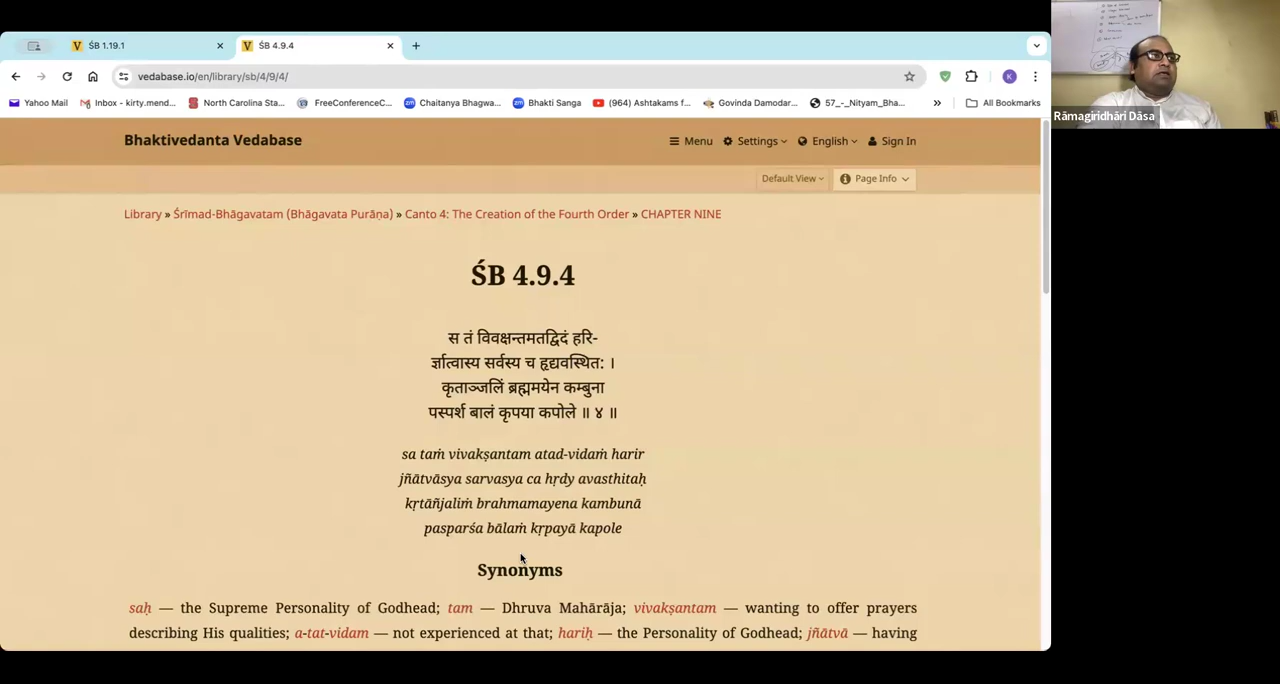 ŚB 1.19.1
ŚB 4.9.4
vedabase.io/en/library/sb/4/9/4/
Yahoo Mail
Inbox - kirty.mend...
North Carolina Sta...
FreeConferenceC...
Chaitanya Bhagwa...
Bhakti Sanga
(964) Ashtakams f...
Govinda Damodar...
57_-_Nityam_Bha...
»
All Bookmarks
Bhaktivedanta Vedabase
Menu
Settings
English
Sign In
Default View
Page Info
Library » Śrīmad-Bhāgavatam (Bhāgavata Purāṇa) » Canto 4: The Creation of the Fourth Order » CHAPTER NINE
ŚB 4.9.4
स तं विवक्षन्तमतद्विदं हरि-
र्ज्ञात्वास्य सर्वस्य च हृद्यवस्थित: ।
कृताञ्जलिं ब्रह्ममयेन कम्बुना
पस्पर्श बालं कृपया कपोले ॥ ४ ॥
sa taṁ vivakṣantam atad-vidaṁ harir
jñātvāsya sarvasya ca hṛdy avasthitaḥ
kṛtāñjaliṁ brahmamayena kambunā
pasparśa bālaṁ kṛpayā kapole
Synonyms
saḥ — the Supreme Personality of Godhead; tam — Dhruva Mahārāja; vivakṣantam — wanting to offer prayers
describing His qualities; a-tat-vidam — not experienced at that; hariḥ — the Personality of Godhead; jñātvā — having
Rāmagiridhāri Dāsa